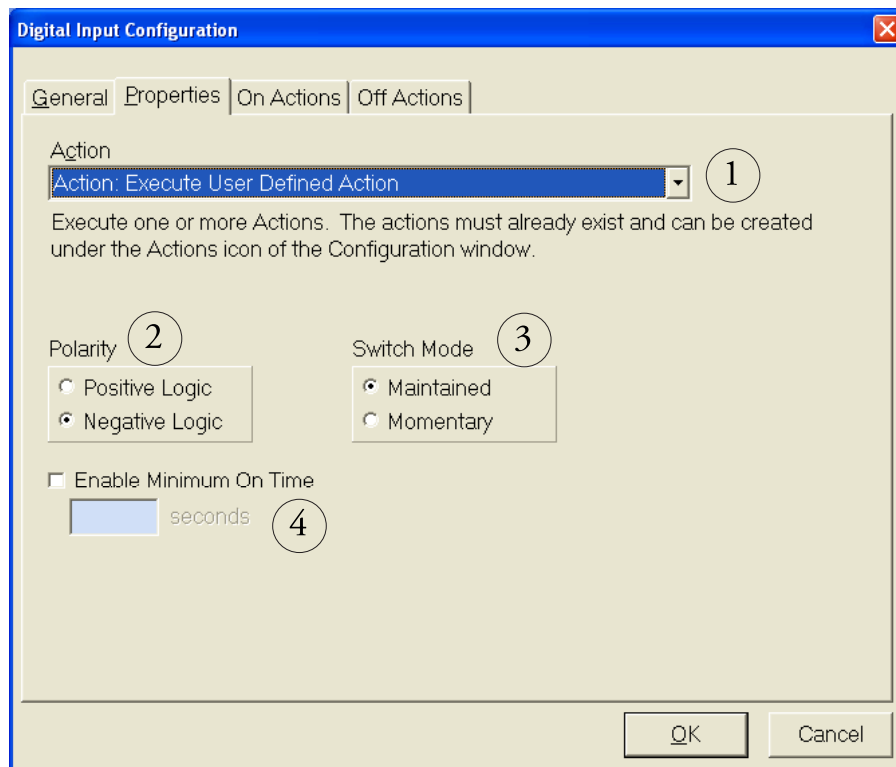 Digital Input Configuration
General Properties On Actions Off Actions
Action
Action: Execute User Defined Action
1
Execute one or more Actions. The actions must already exist and can be created
under the Actions icon of the Configuration window.
Polarity 2
Switch Mode 3
Positive Logic
Negative Logic
Maintained
Momentary
Enable Minimum On Time
seconds
4
OK
Cancel